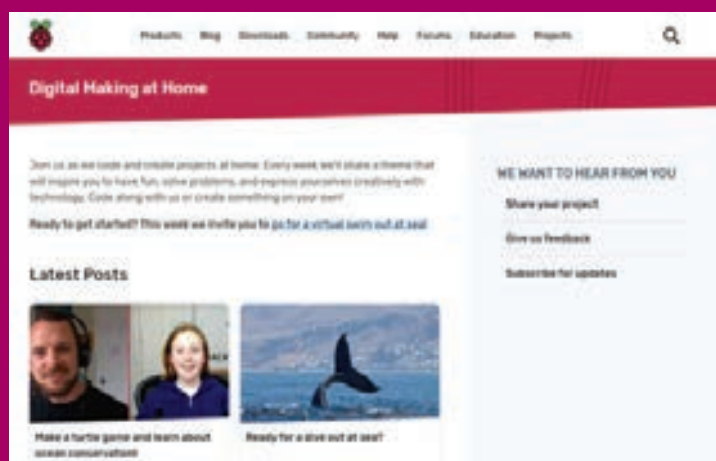 Products Blog Downloads Community Help Forums Education Projects
Digital Making at Home
Join us as we code and create projects at home. Every week we'll share a theme that
will inspire you to have fun, solve problems, and express yourselves creatively with
technology. Code along with us or create something on your own!
Ready to get started? This week we invite you to go for a virtual swim out at sea!
WE WANT TO HEAR FROM YOU
Share your project
Give us feedback
Subscribe for updates
Latest Posts
Make a turtle game and learn about
ocean conservation!
Ready for a dive out at sea?